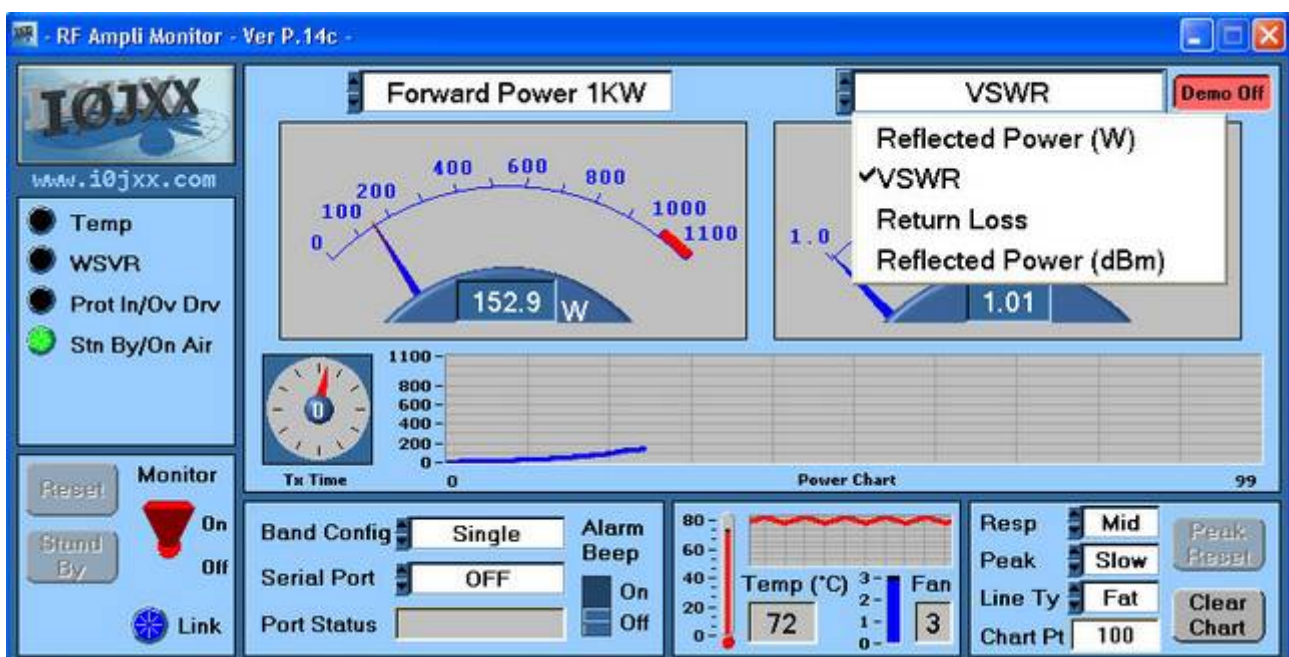 - RF Ampli Monitor - Ver P.14c -
I0JXX
www.i0jxx.com
Temp
WSVR
Prot In/Ov Drv
Stn By/On Air
Reset
Stand By
Monitor
On
Off
Link
Forward Power 1KW
0 100 200 400 600 800 1000 1100
152.9 W
VSWR
Demo Off
Reflected Power (W)
✓VSWR
Return Loss
Reflected Power (dBm)
1.0
1.01
0
Tx Time
1100
800
600
400
200
0
0 Power Chart 99
Band Config Single
Serial Port OFF
Port Status
Alarm
Beep
On
Off
80
60
40
20
0
Temp (°C)
72
3
2
1
0
Fan
3
Resp Mid
Peak Slow
Line Ty Fat
Chart Pt 100
Peak
Reset
Clear
Chart